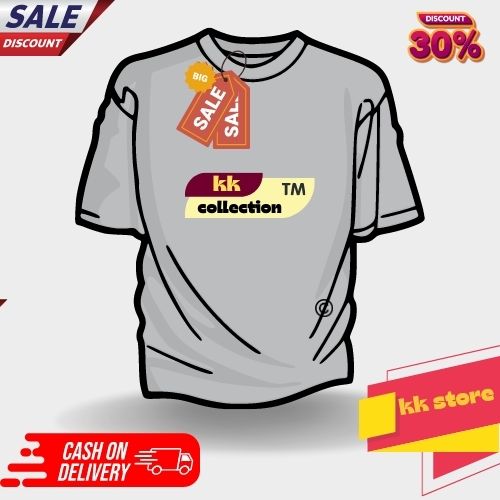 SALE
DISCOUNT
DISCOUNT
30%
BIG
SALE
SALE
kk
TM
collection
©
kk store
CASH ON
DELIVERY